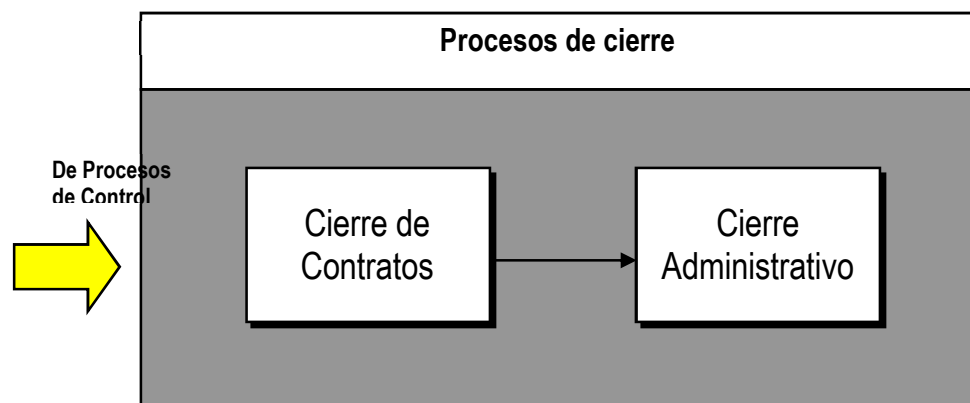 Procesos de cierre
De Procesos
de Control
Cierre de
Contratos
Cierre
Administrativo